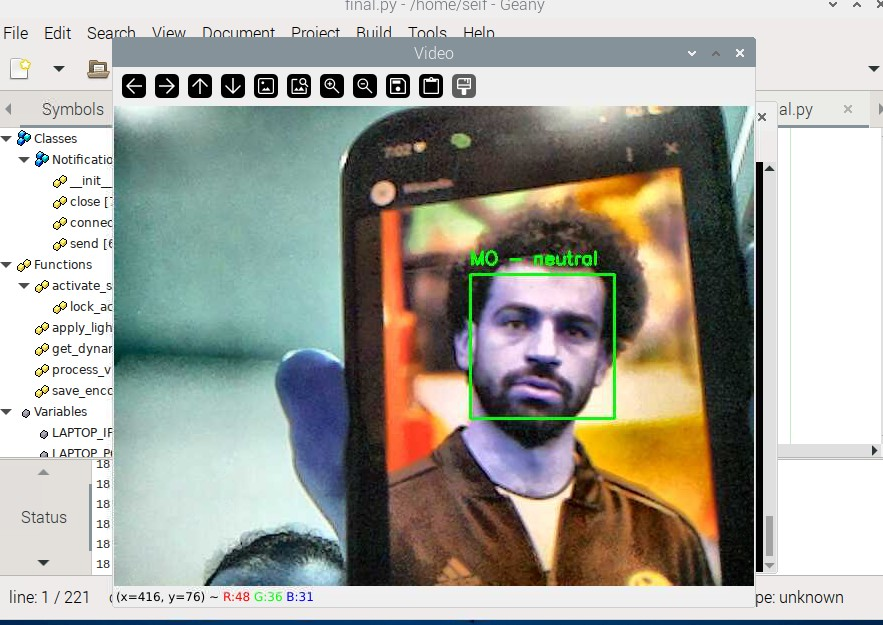 final.py - /home/seif - Geany
File Edit Search View Document Project Build Tools Help
Video
Symbols
al.py
Classes
Notificatio
__init__
close [7
connec
send [6
Functions
activate_s
lock_ac
apply_ligh
get_dynar
process_v
save_enco
Variables
LAPTOP_IP
MO - neutral
18
18
Status
18
18
18
18
line: 1 / 221
(x=416, y=76) ~ R:48 G:36 B:31
pe: unknown